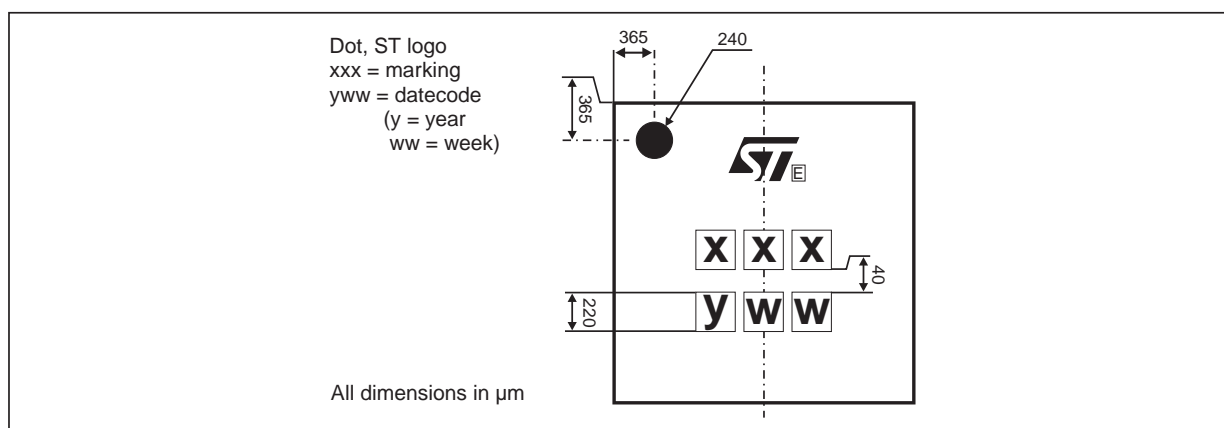 Dot, ST logo
xxx = marking
yww = datecode
(y = year
ww = week)
365
240
365
ST
E
x x x
40
y w w
220
All dimensions in µm